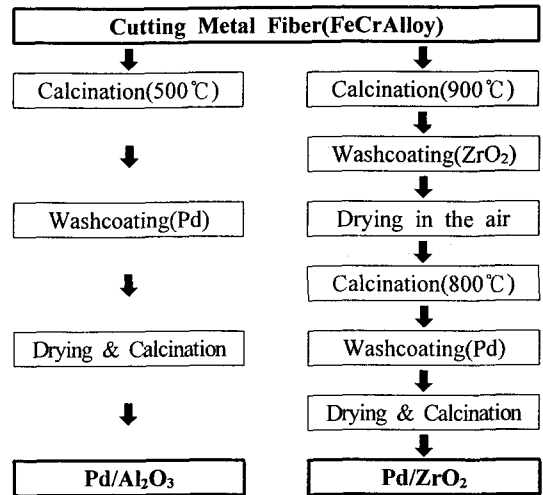 Cutting Metal Fiber(FeCrAlloy)
Calcination(500℃)
Washcoating(Pd)
Drying & Calcination
Pd/Al₂O₃
Calcination(900℃)
Washcoating(ZrO₂)
Drying in the air
Calcination(800℃)
Washcoating(Pd)
Drying & Calcination
Pd/ZrO₂